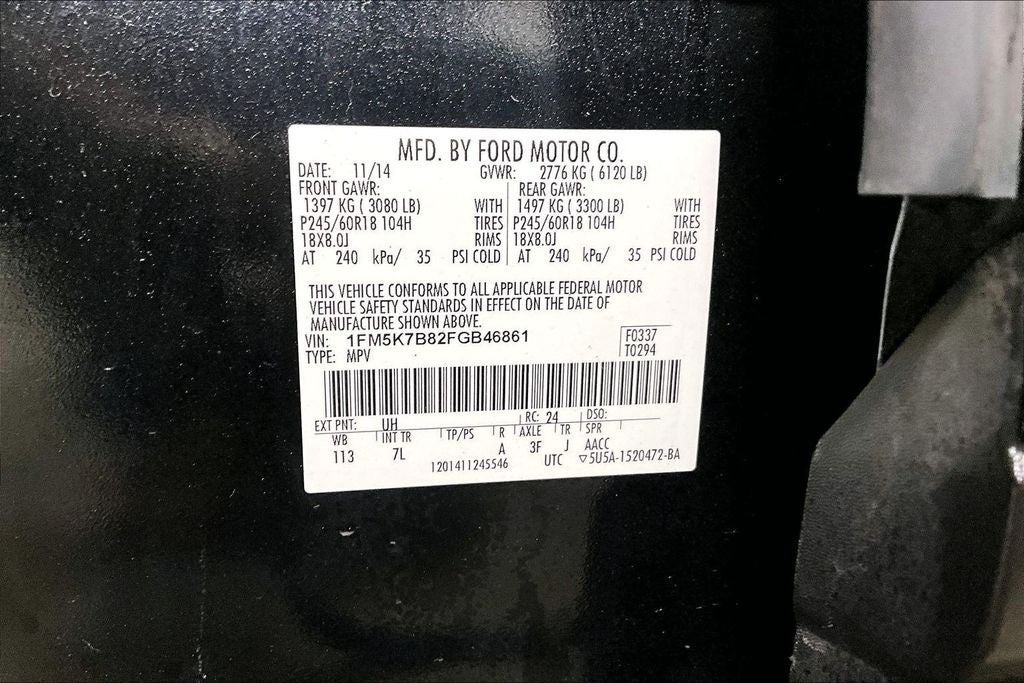 MFD. BY FORD MOTOR CO.
DATE: 11/14 GVWR: 2776 KG ( 6120 LB)
FRONT GAWR: REAR GAWR:
1397 KG ( 3080 LB) WITH 1497 KG ( 3300 LB) WITH
P245/60R18 104H TIRES P245/60R18 104H TIRES
18X8.0J RIMS 18X8.0J RIMS
AT 240 kPa/ 35 PSI COLD AT 240 kPa/ 35 PSI COLD
THIS VEHICLE CONFORMS TO ALL APPLICABLE FEDERAL MOTOR
VEHICLE SAFETY STANDARDS IN EFFECT ON THE DATE OF
MANUFACTURE SHOWN ABOVE.
VIN: 1FM5K7B82FGB46861 F0337
TYPE: MPV T0294
EXT PNT: UH RC: 24 DSO:
WB INT TR TP/PS R AXLE TR SPR
113 7L A 3F J AACC
1201411245546 UTC ▽5U5A-1520472-BA